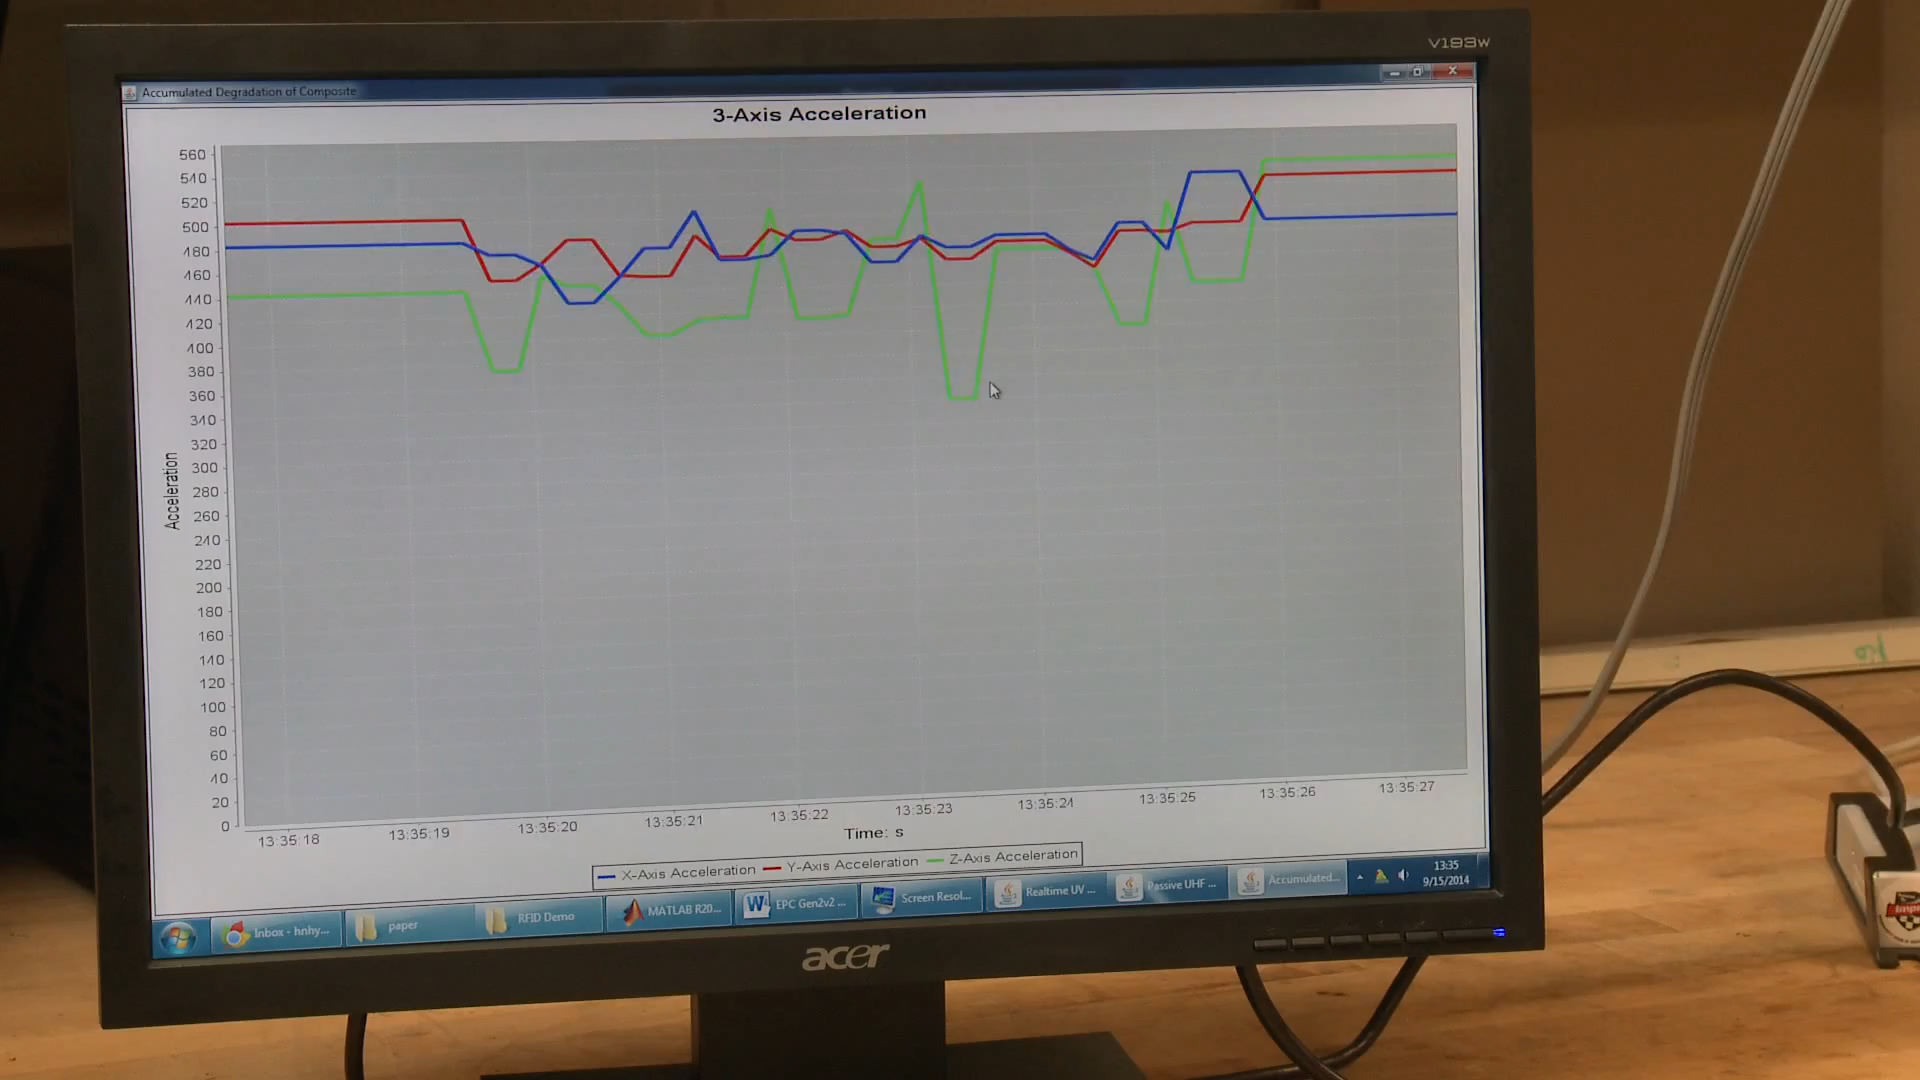 V193W
Accumulated Degradation of Composite
3-Axis Acceleration
560
540
520
500
480
460
440
420
400
380
360
340
320
300
280
260
240
220
200
180
160
140
120
100
80
60
40
20
0
Acceleration
13:35:18
13:35:19
13:35:20
13:35:21
13:35:22
13:35:23
13:35:24
13:35:25
13:35:26
13:35:27
Time: s
X-Axis Acceleration Y-Axis Acceleration Z-Axis Acceleration
Inbox - hnhy...
paper
RFID Demo
MATLAB R20...
EPC Gen2v2 ...
Screen Resol...
Realtime UV ...
Passive UHF ...
Accumulated...
13:35
9/15/2014
acer